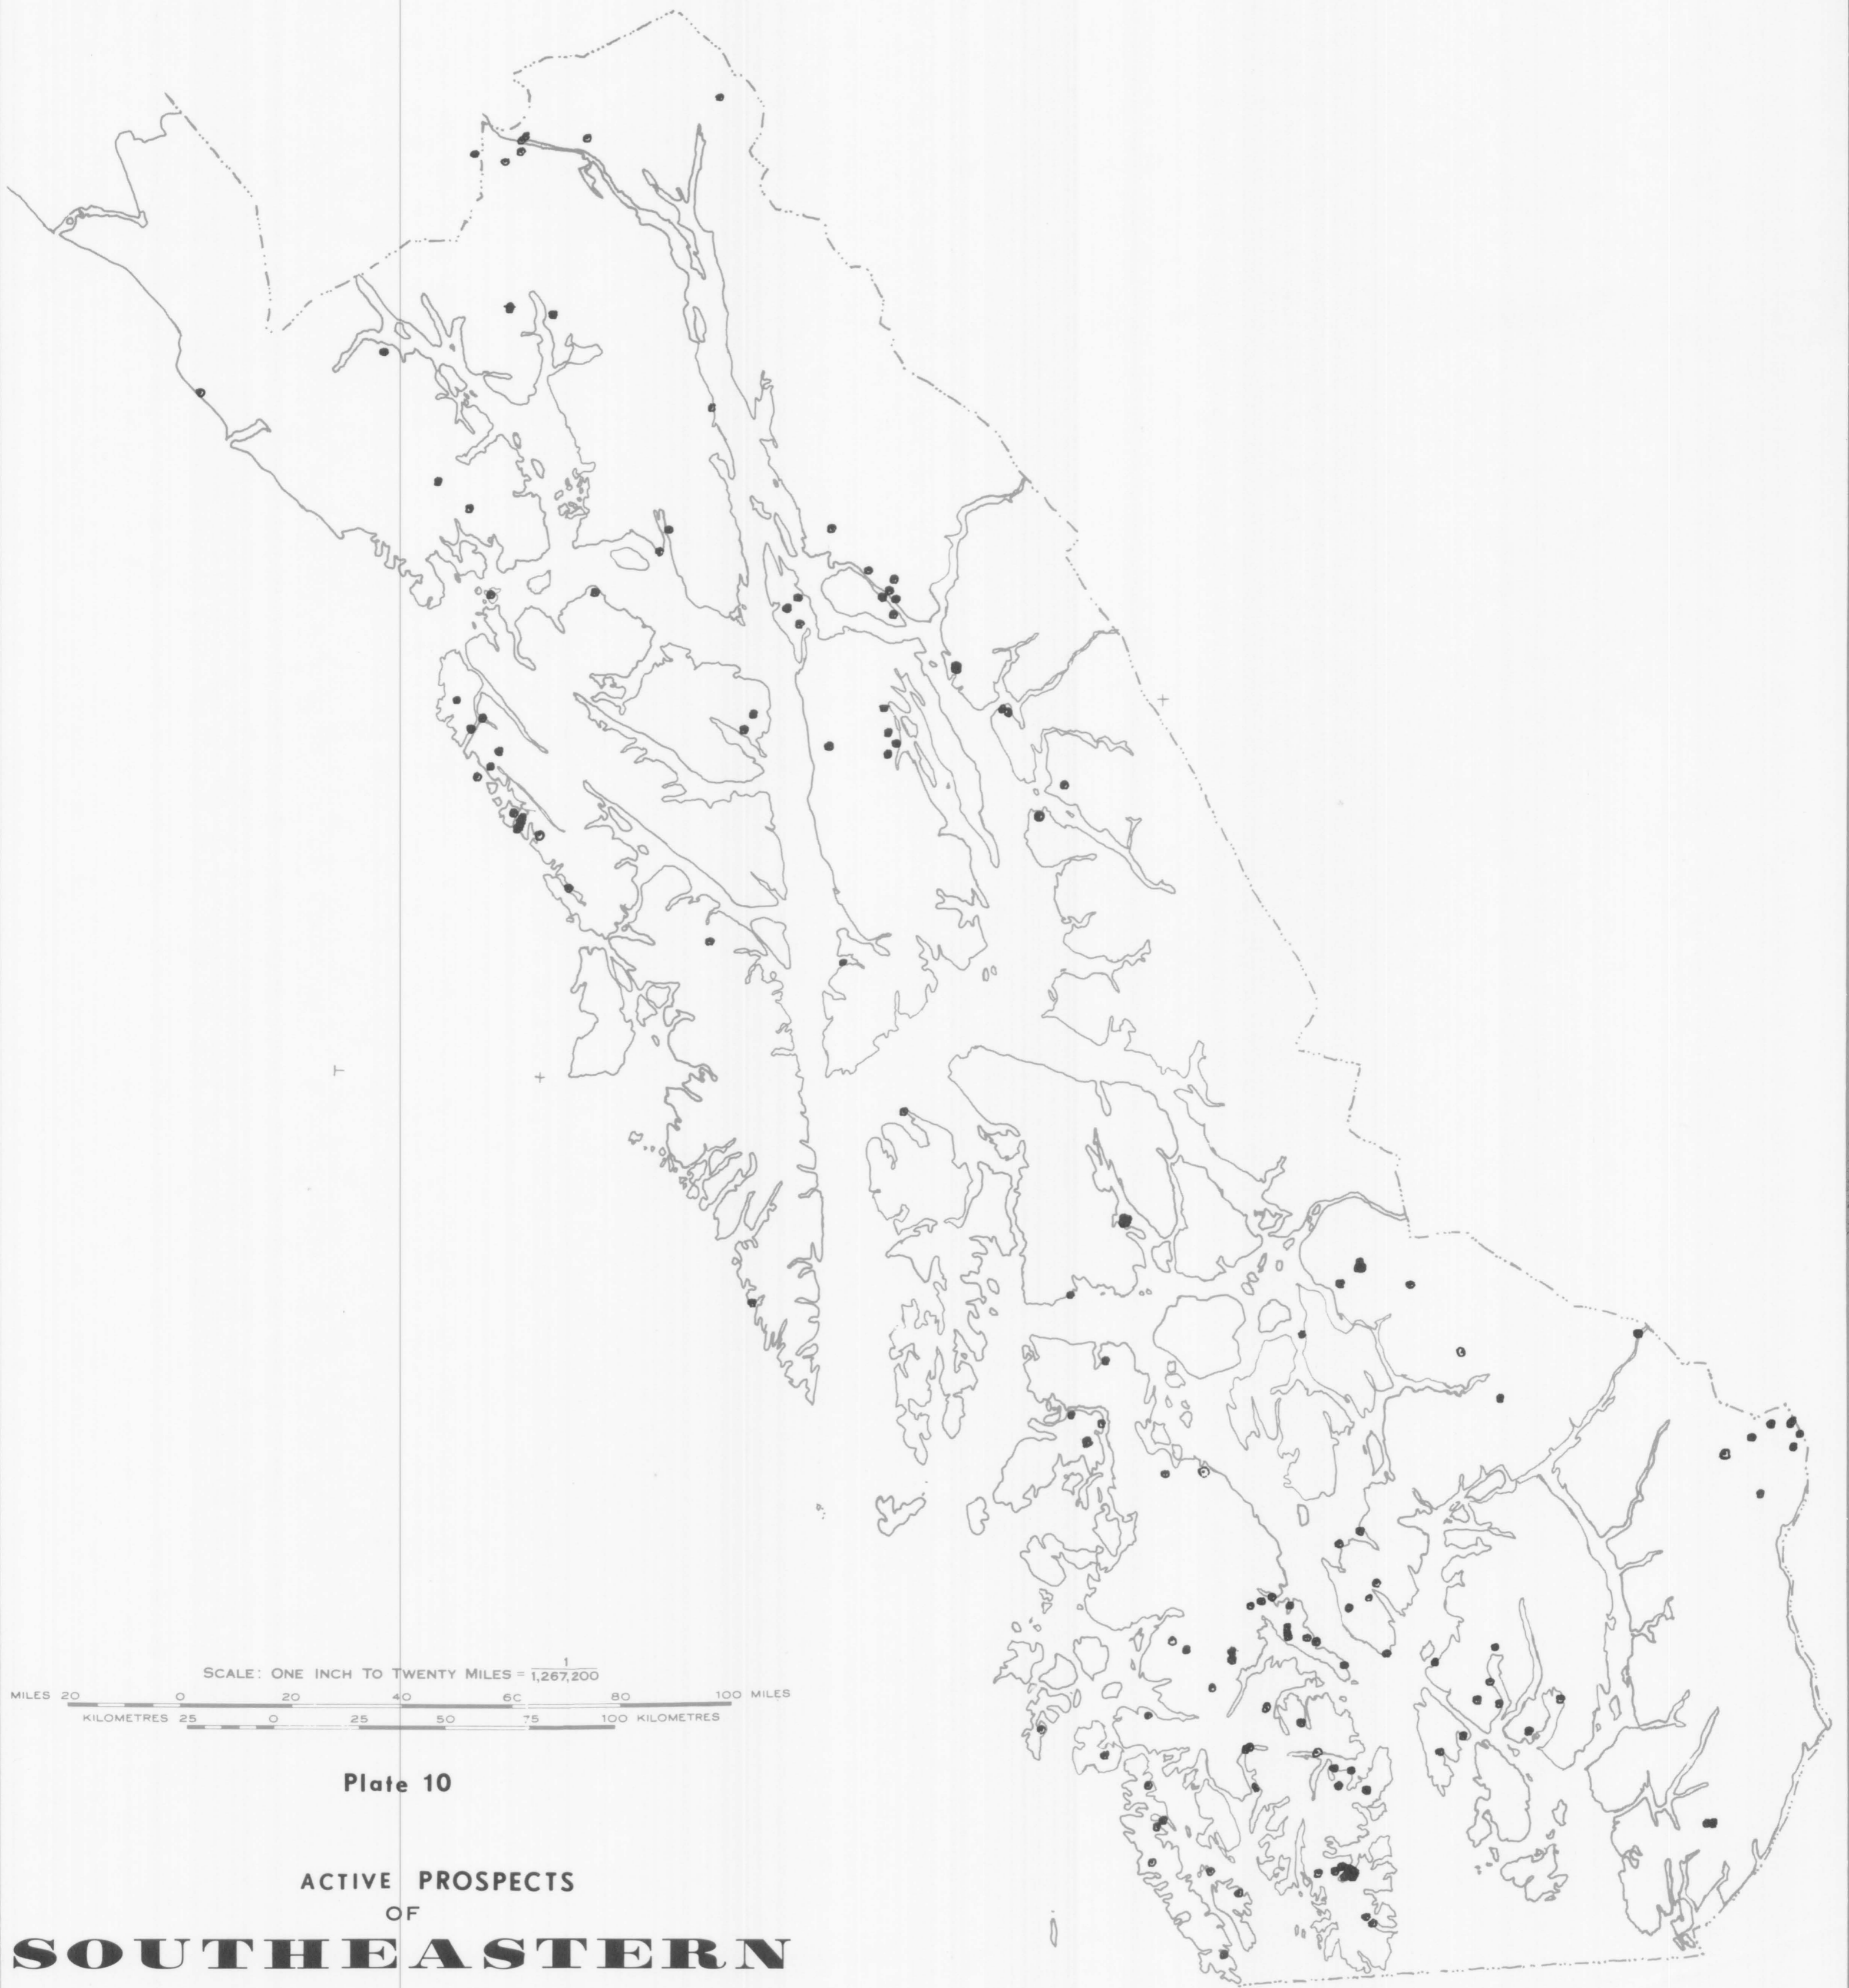 SCALE: ONE INCH TO TWENTY MILES = 1/1,267,200
MILES 20 0 20 40 60 80 100 MILES
KILOMETRES 25 0 25 50 75 100 KILOMETRES
Plate 10
ACTIVE PROSPECTS
OF
SOUTHEASTERN